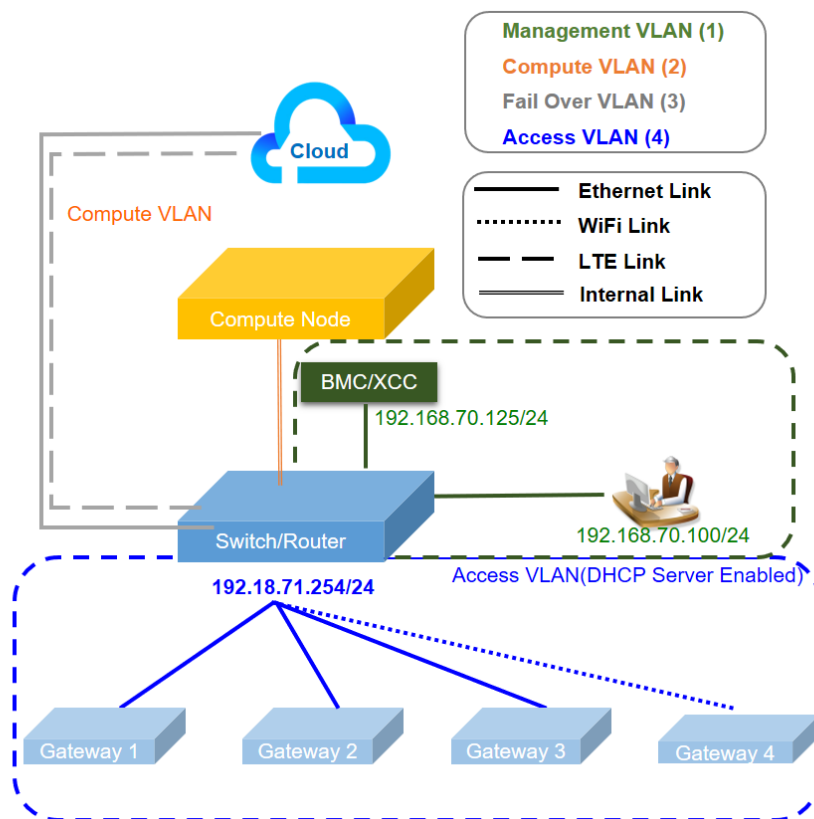 Management VLAN (1)
Compute VLAN (2)
Fail Over VLAN (3)
Access VLAN (4)
Cloud
Ethernet Link
WiFi Link
LTE Link
Internal Link
Compute VLAN
Compute Node
BMC/XCC
192.168.70.125/24
Switch/Router
192.168.70.100/24
Access VLAN(DHCP Server Enabled)
192.18.71.254/24
Gateway 1
Gateway 2
Gateway 3
Gateway 4